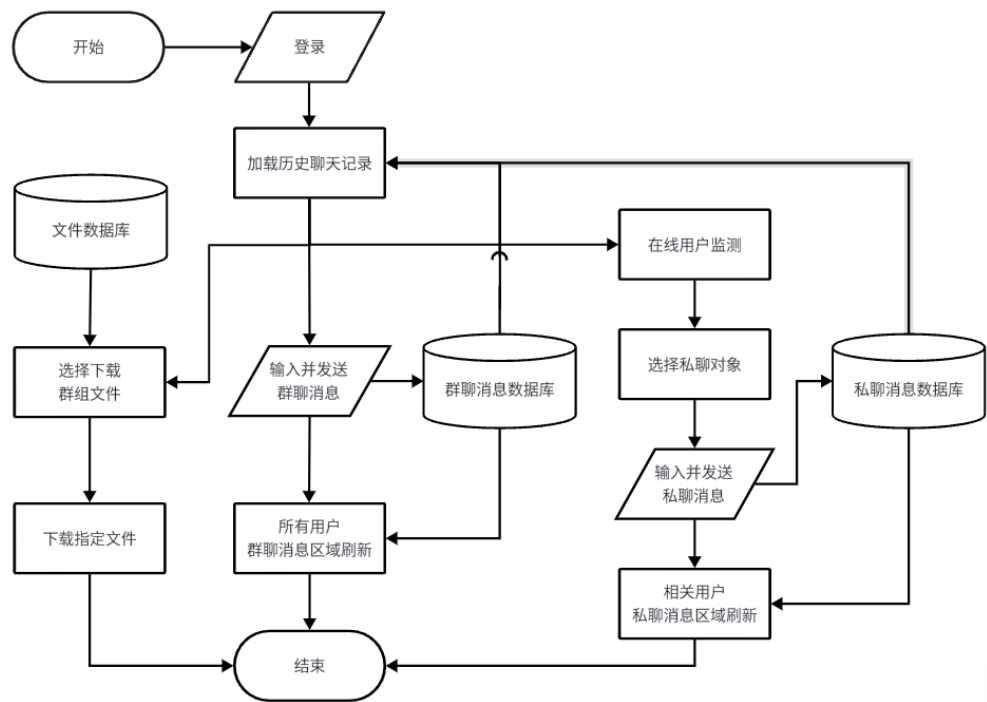 开始
登录
加载历史聊天记录
文件数据库
在线用户监测
选择下载
群组文件
输入并发送
群聊消息
群聊消息数据库
选择私聊对象
私聊消息数据库
输入并发送
私聊消息
下载指定文件
所有用户
群聊消息区域刷新
相关用户
私聊消息区域刷新
结束